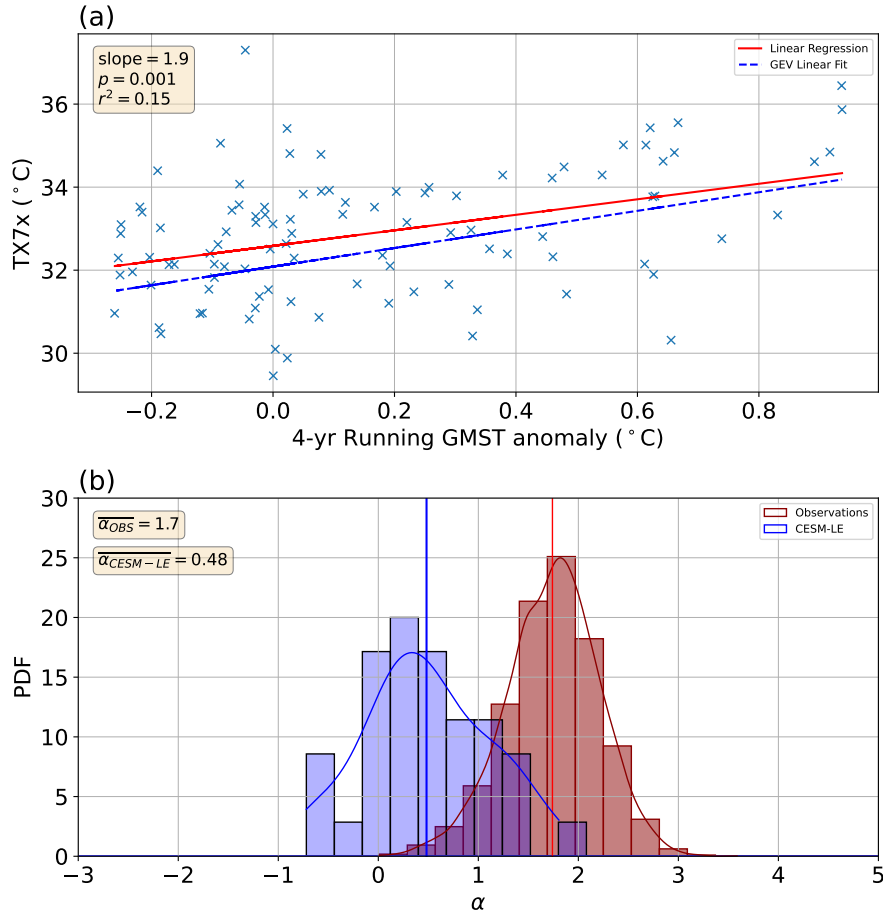 (a)
slope = 1.9
p = 0.001
r² = 0.15
Linear Regression
GEV Linear Fit
TX7x (°C)
36
34
32
30
−0.2
0.0
0.2
0.4
0.6
0.8
4-yr Running GMST anomaly (°C)
(b)
α_OBS = 1.7
α_CESM−LE = 0.48
Observations
CESM-LE
PDF
30
25
20
15
10
5
0
−3
−2
−1
0
1
2
3
4
5
α